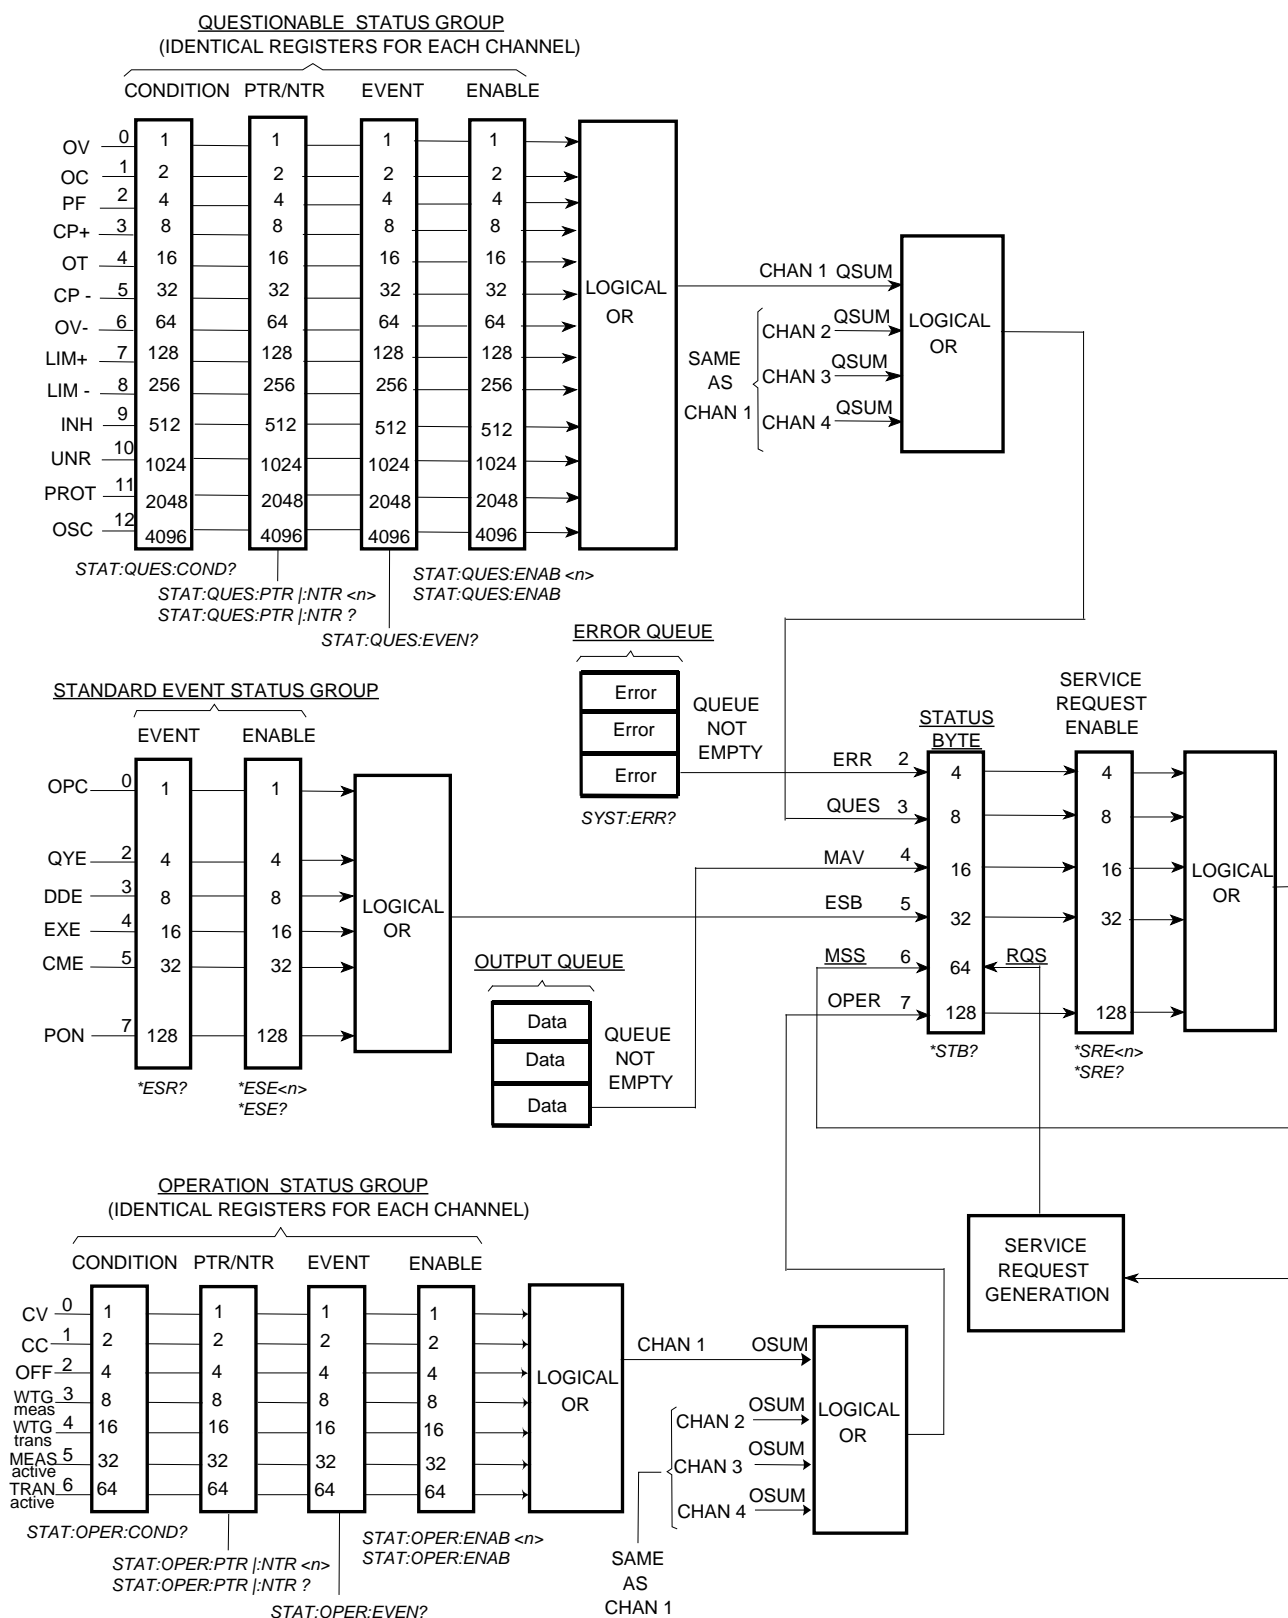 QUESTIONABLE STATUS GROUP
(IDENTICAL REGISTERS FOR EACH CHANNEL)
CONDITION PTR/NTR EVENT ENABLE
OV 0 1 1 1 1
OC 1 2 2 2 2
PF 2 4 4 4 4
CP+ 3 8 8 8 8
OT 4 16 16 16 16
CP - 5 32 32 32 32
OV- 6 64 64 64 64
LIM+ 7 128 128 128 128
LIM - 8 256 256 256 256
INH 9 512 512 512 512
UNR 10 1024 1024 1024 1024
PROT 11 2048 2048 2048 2048
OSC 12 4096 4096 4096 4096
LOGICAL
OR
CHAN 1 QSUM
CHAN 2 QSUM
CHAN 3 QSUM
CHAN 4 QSUM
SAME
AS
CHAN 1
LOGICAL
OR
STAT:QUES:COND?
STAT:QUES:PTR |:NTR <n>
STAT:QUES:PTR |:NTR ?
STAT:QUES:EVEN?
STAT:QUES:ENAB <n>
STAT:QUES:ENAB
ERROR QUEUE
Error
Error
Error
QUEUE
NOT
EMPTY
SYST:ERR?
STANDARD EVENT STATUS GROUP
EVENT ENABLE
OPC 0 1 1
QYE 2 4 4
DDE 3 8 8
EXE 4 16 16
CME 5 32 32
PON 7 128 128
LOGICAL
OR
*ESR?
*ESE<n>
*ESE?
OUTPUT QUEUE
Data
Data
Data
QUEUE
NOT
EMPTY
STATUS
BYTE
SERVICE
REQUEST
ENABLE
ERR 2 4 4
QUES 3 8 8
MAV 4 16 16
ESB 5 32 32
MSS 6 64 RQS
OPER 7 128 128
LOGICAL
OR
*STB?
*SRE<n>
*SRE?
SERVICE
REQUEST
GENERATION
OPERATION STATUS GROUP
(IDENTICAL REGISTERS FOR EACH CHANNEL)
CONDITION PTR/NTR EVENT ENABLE
CV 0 1 1 1 1
CC 1 2 2 2 2
OFF 2 4 4 4 4
WTG 3 8 8 8 8
meas
WTG 4 16 16 16 16
trans
MEAS 5 32 32 32 32
active
TRAN 6 64 64 64 64
active
LOGICAL
OR
CHAN 1 OSUM
CHAN 2 OSUM
CHAN 3 OSUM
CHAN 4 OSUM
LOGICAL
OR
SAME
AS
CHAN 1
STAT:OPER:COND?
STAT:OPER:PTR |:NTR <n>
STAT:OPER:PTR |:NTR ?
STAT:OPER:EVEN?
STAT:OPER:ENAB <n>
STAT:OPER:ENAB